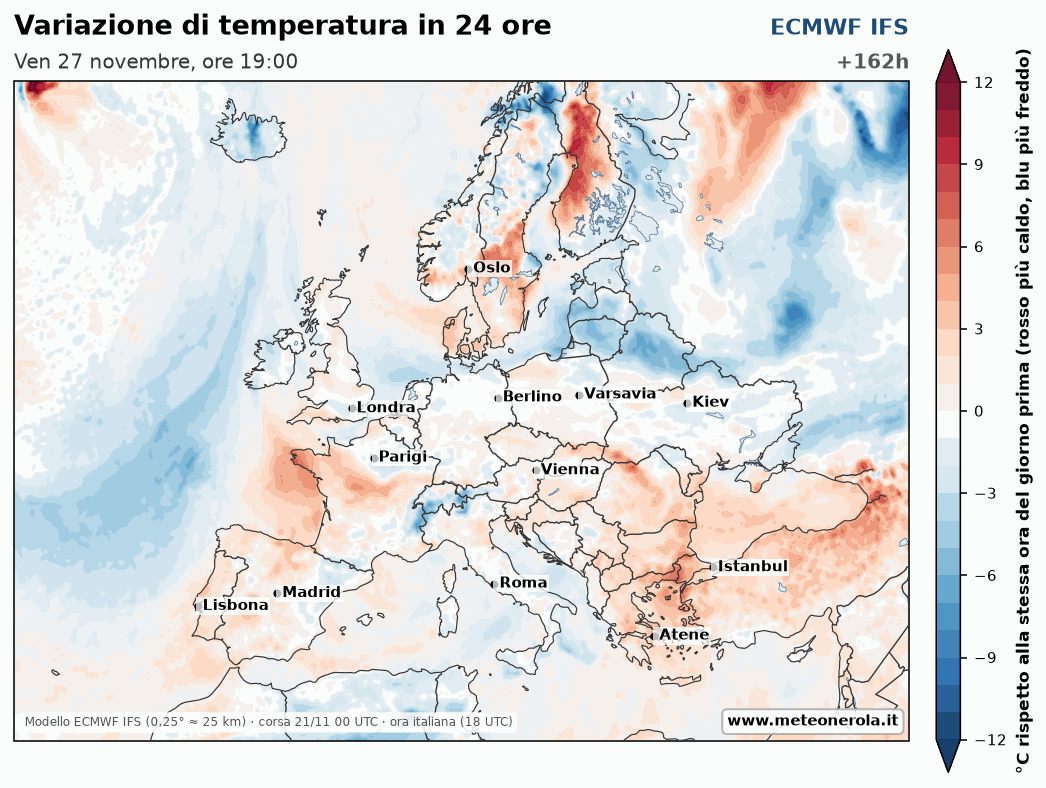 Variazione di temperatura in 24 ore
ECMWF IFS
Ven 27 novembre, ore 19:00
+162h
Oslo
Londra
Berlino
Varsavia
Kiev
Parigi
Vienna
Istanbul
Roma
Madrid
Lisbona
Atene
Modello ECMWF IFS (0,25° ≈ 25 km) · corsa 21/11 00 UTC · ora italiana (18 UTC)
www.meteonerola.it
12
9
6
3
0
−3
−6
−9
−12
°C rispetto alla stessa ora del giorno prima (rosso più caldo, blu più freddo)